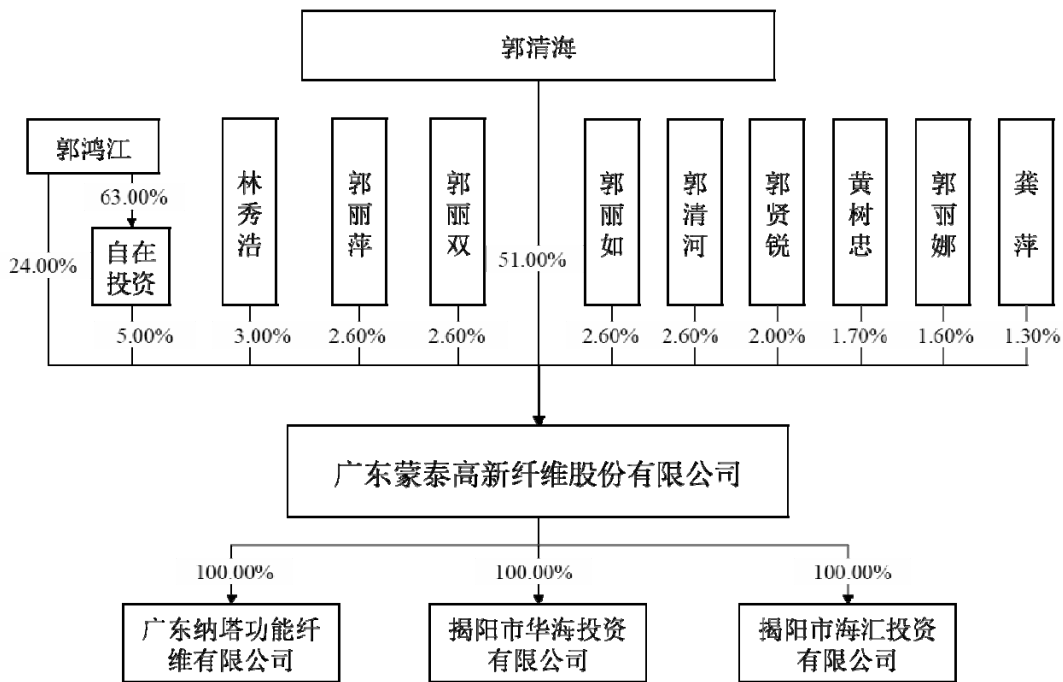 郭清海
郭鸿江
63.00%
24.00%
自在
投资
5.00%
林秀浩
3.00%
郭丽萍
2.60%
郭丽双
2.60%
51.00%
郭丽如
2.60%
郭清河
2.60%
郭贤锐
2.00%
黄树忠
1.70%
郭丽娜
1.60%
龚萍
1.30%
广东蒙泰高新纤维股份有限公司
100.00%
100.00%
100.00%
广东纳塔功能纤
维有限公司
揭阳市华海投资
有限公司
揭阳市海汇投资
有限公司